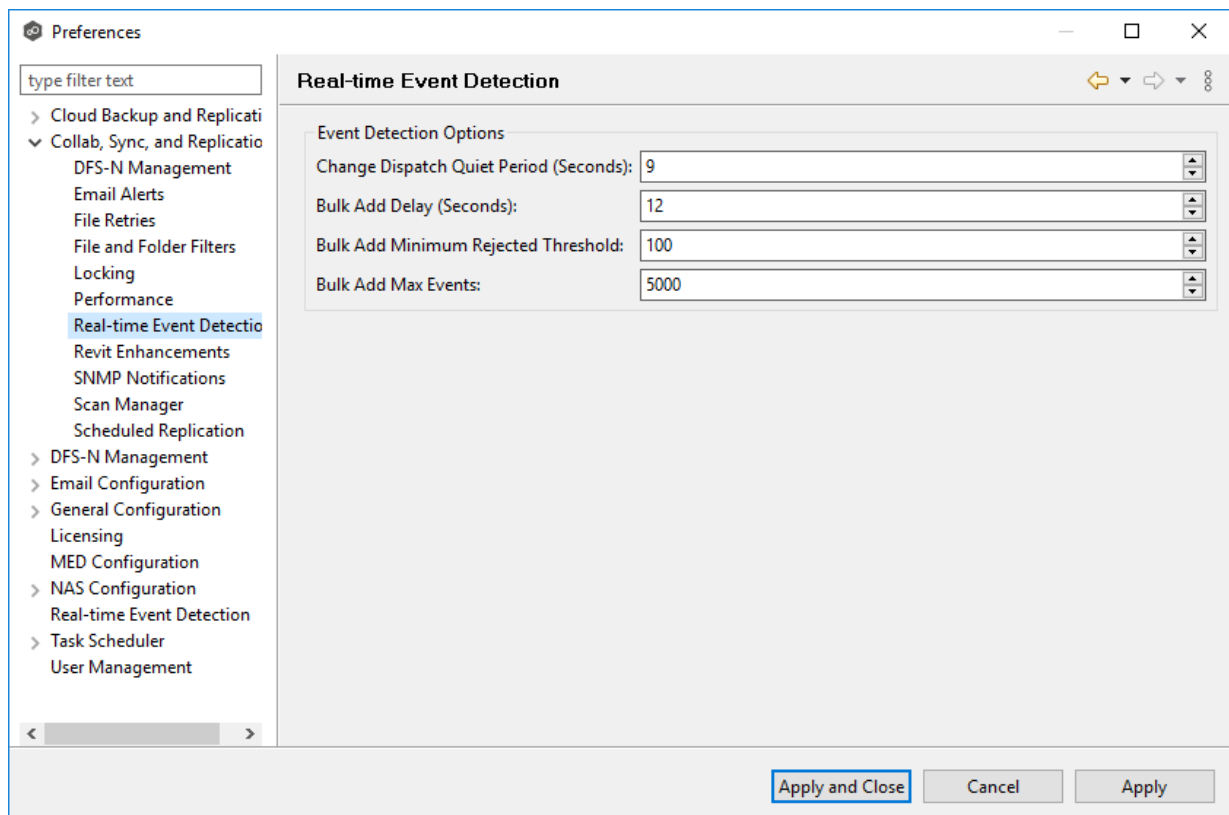 Preferences
type filter text
Cloud Backup and Replicati
Collab, Sync, and Replicatio
DFS-N Management
Email Alerts
File Retries
File and Folder Filters
Locking
Performance
Real-time Event Detectio
Revit Enhancements
SNMP Notifications
Scan Manager
Scheduled Replication
DFS-N Management
Email Configuration
General Configuration
Licensing
MED Configuration
NAS Configuration
Real-time Event Detection
Task Scheduler
User Management
Real-time Event Detection
Event Detection Options
Change Dispatch Quiet Period (Seconds): 9
Bulk Add Delay (Seconds): 12
Bulk Add Minimum Rejected Threshold: 100
Bulk Add Max Events: 5000
Apply and Close Cancel Apply